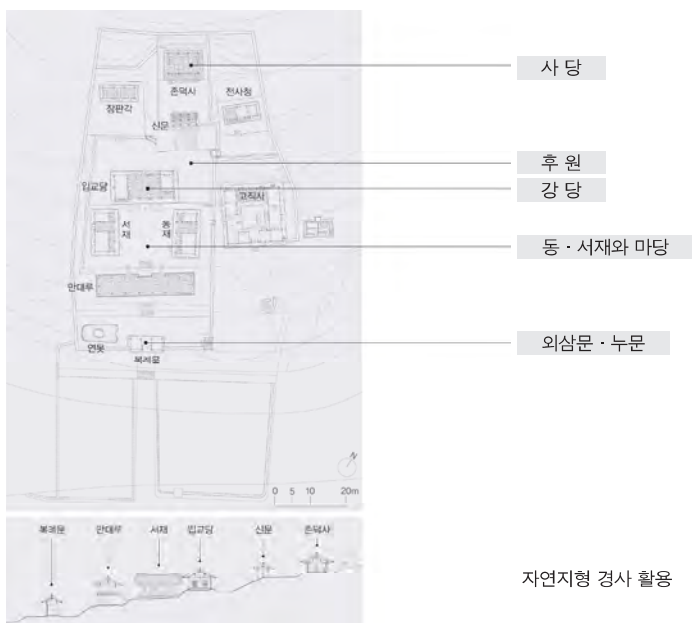 사 당
존덕사
전사청
장판각
신문
후 원
입교당
강 당
고직사
서재
동재
동 · 서재와 마당
만대루
외삼문 · 누문
연못
복례문
N
0 5 10 20m
복례문 만대루 서재 입교당 신문 존덕사
자연지형 경사 활용